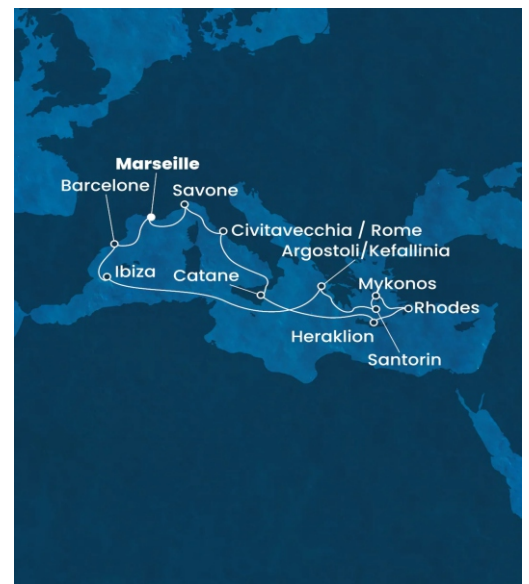 Marseille
Barcelone
Savone
Civitavecchia / Rome
Argostoli/Kefallinia
Ibiza
Catane
Mykonos
Rhodes
Heraklion
Santorin